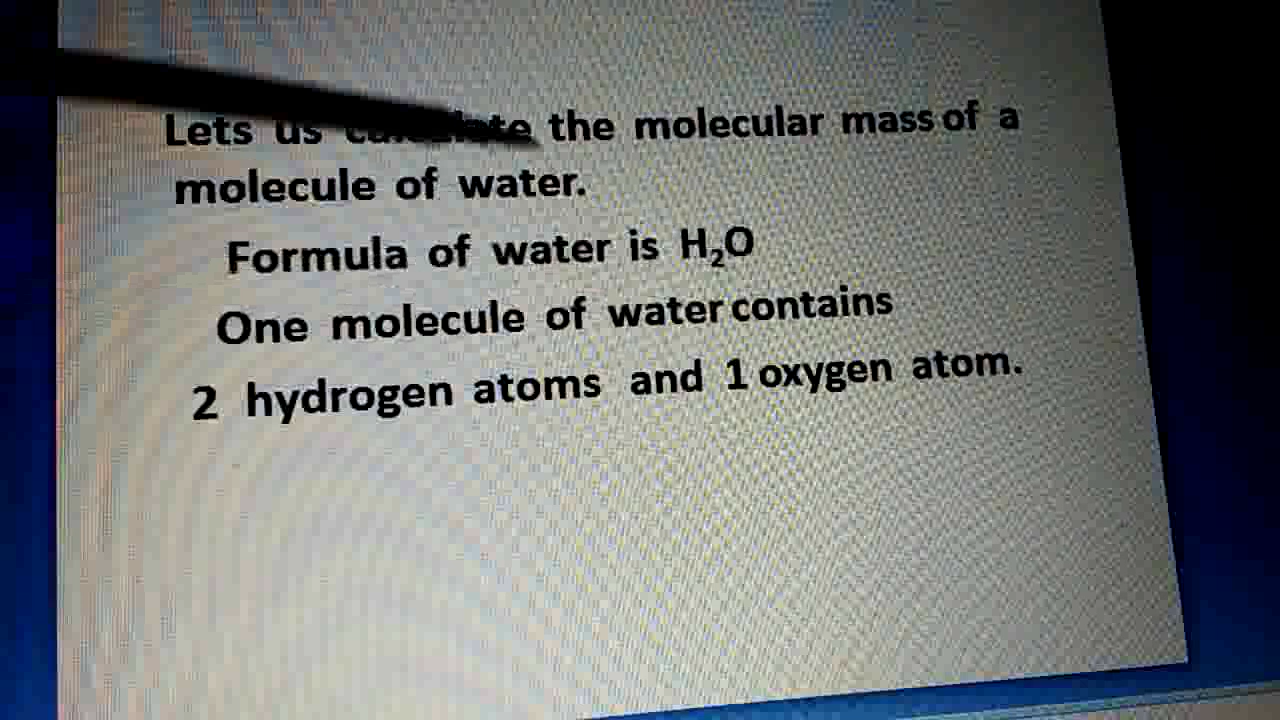 Lets us calculate the molecular mass of a
molecule of water.
Formula of water is H₂O
One molecule of water contains
2 hydrogen atoms and 1 oxygen atom.